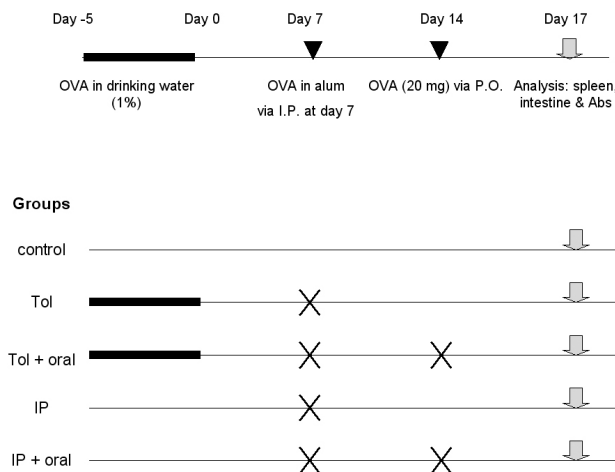 Day -5 Day 0 Day 7 Day 14 Day 17
OVA in drinking water OVA in alum OVA (20 mg) via P.O. Analysis: spleen,
(1%) via I.P. at day 7 intestine & Abs
Groups
control
Tol
Tol + oral
IP
IP + oral